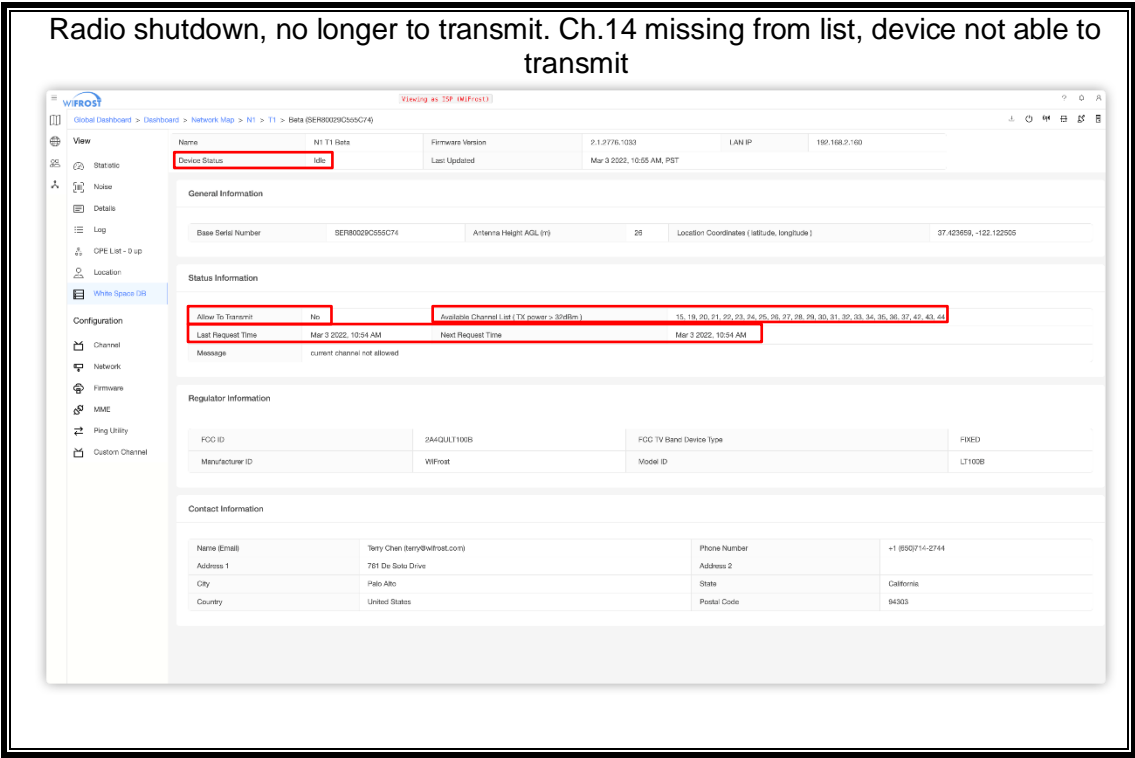 Radio shutdown, no longer to transmit. Ch.14 missing from list, device not able to
transmit
WIFROST
Viewing as ISP (WiFrost)
Global Dashboard > Dashboard > Network Map > N1 > T1 > Beta (SER80029C555C74)
View
Statistic
Noise
Details
Log
CPE List - 0 up
Location
White Space DB
Configuration
Channel
Network
Firmware
MME
Ping Utility
Custom Channel
Name N1 T1 Beta Firmware Version 2.1.2776.1033 LAN IP 192.168.2.160
Device Status Idle Last Updated Mar 3 2022, 10:55 AM, PST
General Information
Base Serial Number SER80029C555C74 Antenna Height AGL (m) 26 Location Coordinates ( latitude, longitude ) 37.423659, -122.122505
Status Information
Allow To Transmit No Available Channel List ( TX power > 32dBm ) 15, 19, 20, 21, 22, 23, 24, 25, 26, 27, 28, 29, 30, 31, 32, 33, 34, 35, 36, 37, 42, 43, 44
Last Request Time Mar 3 2022, 10:54 AM Next Request Time Mar 3 2022, 10:54 AM
Message current channel not allowed
Regulator Information
FCC ID 2A4QULT100B FCC TV Band Device Type FIXED
Manufacturer ID WiFrost Model ID LT100B
Contact Information
Name (Email) Terry Chen (terry@wifrost.com) Phone Number +1 (650)714-2744
Address 1 761 De Soto Drive Address 2
City Palo Alto State California
Country United States Postal Code 94303